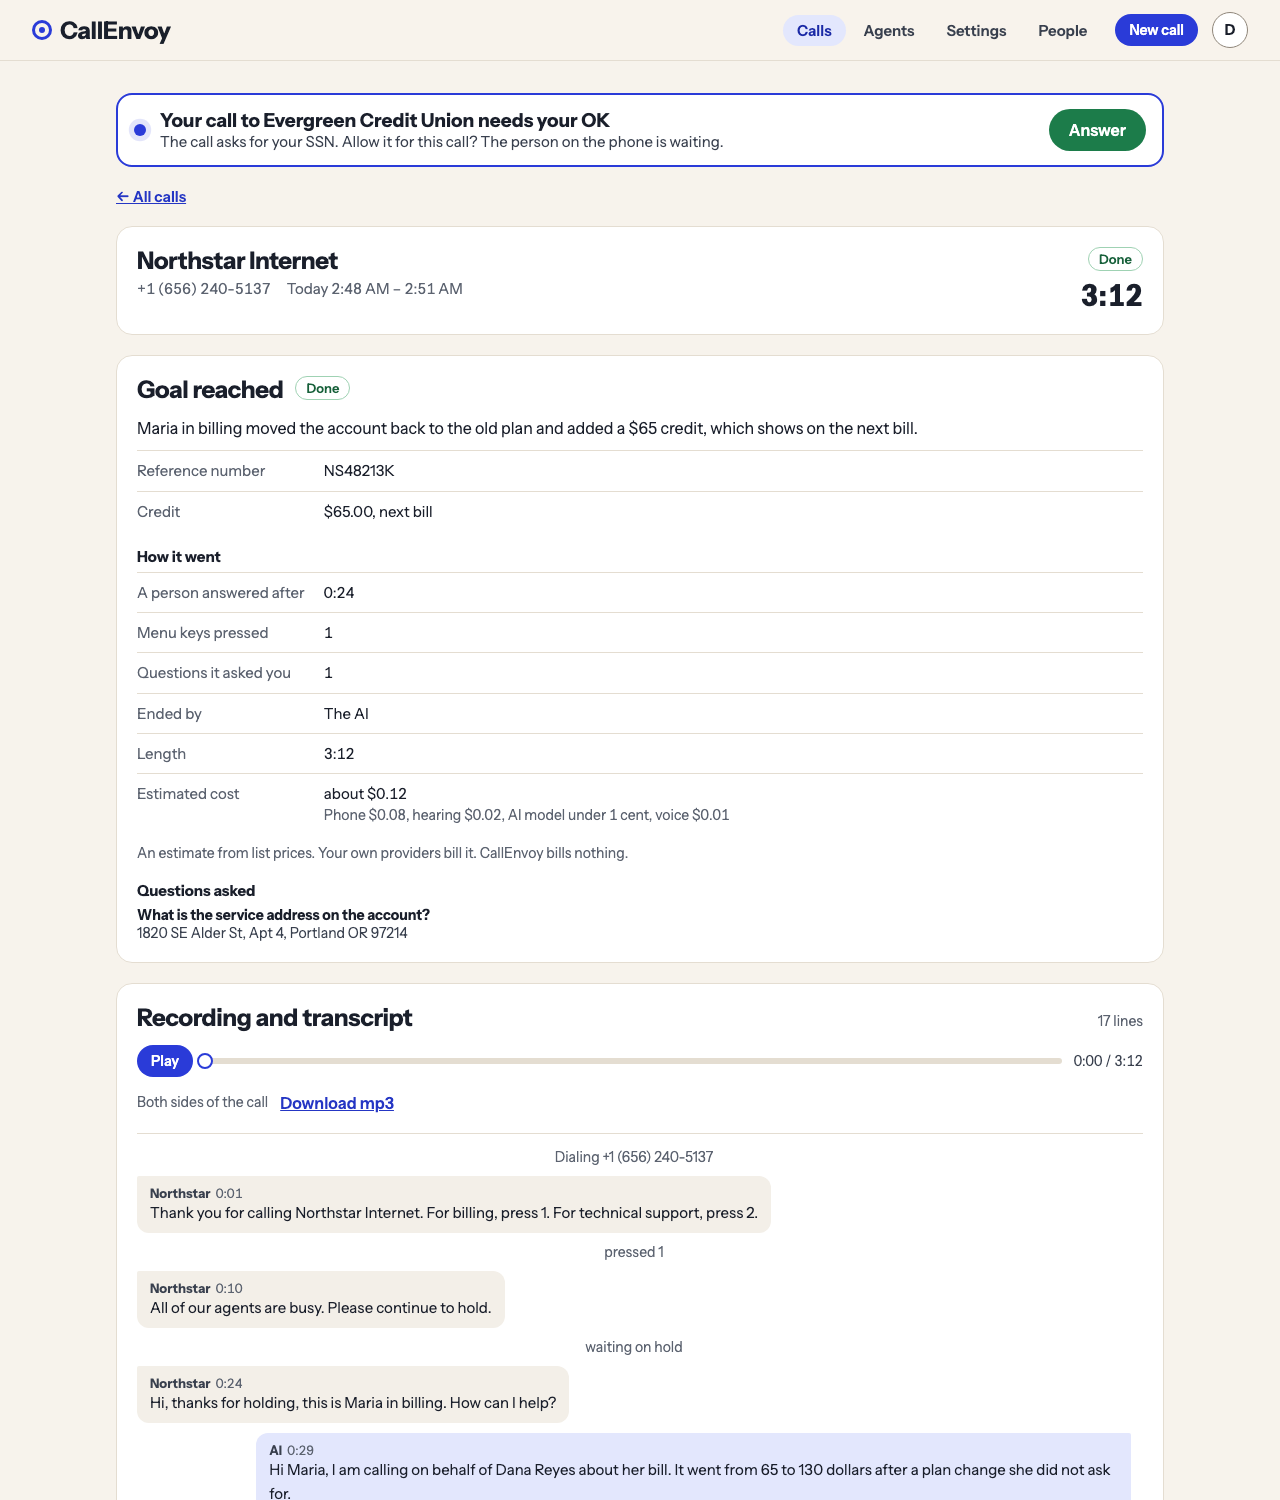 CallEnvoy
Calls
Agents
Settings
People
New call
D
Your call to Evergreen Credit Union needs your OK
The call asks for your SSN. Allow it for this call? The person on the phone is waiting.
Answer
← All calls
Northstar Internet
Done
+1 (656) 240-5137 Today 2:48 AM – 2:51 AM
3:12
Goal reached Done
Maria in billing moved the account back to the old plan and added a $65 credit, which shows on the next bill.
Reference number NS48213K
Credit $65.00, next bill
How it went
A person answered after 0:24
Menu keys pressed 1
Questions it asked you 1
Ended by The AI
Length 3:12
Estimated cost about $0.12
Phone $0.08, hearing $0.02, AI model under 1 cent, voice $0.01
An estimate from list prices. Your own providers bill it. CallEnvoy bills nothing.
Questions asked
What is the service address on the account?
1820 SE Alder St, Apt 4, Portland OR 97214
Recording and transcript 17 lines
Play 0:00 / 3:12
Both sides of the call Download mp3
Dialing +1 (656) 240-5137
Northstar 0:01
Thank you for calling Northstar Internet. For billing, press 1. For technical support, press 2.
pressed 1
Northstar 0:10
All of our agents are busy. Please continue to hold.
waiting on hold
Northstar 0:24
Hi, thanks for holding, this is Maria in billing. How can I help?
AI 0:29
Hi Maria, I am calling on behalf of Dana Reyes about her bill. It went from 65 to 130 dollars after a plan change she did not ask
for.